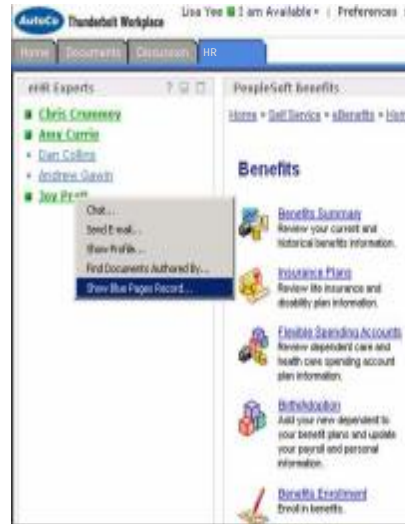 AutoCo Thunderbolt Workplace
Lisa Yee I am Available | Preferences
Home Documents Discussion HR
eHR Experts
Chris Crummey
Amy Currie
Dan Collins
Andrew Gawin
Joy Pratt
Chat...
Send E-mail...
Show Profile...
Find Documents Authored By...
Show Blue Pages Record...
PeopleSoft Benefits
Home > Self Service > eBenefits >
Benefits
Benefits Summary
Review your current and
historical benefits information.
Insurance Plans
Review life insurance and
disability plan information.
Flexible Spending Accounts
Review dependent care and
health care spending account
plan information.
Birth/Adoption
Add your new dependent to
your benefit plans and update
your payroll and personal
information.
Benefits Enrollment
Enroll in benefits.